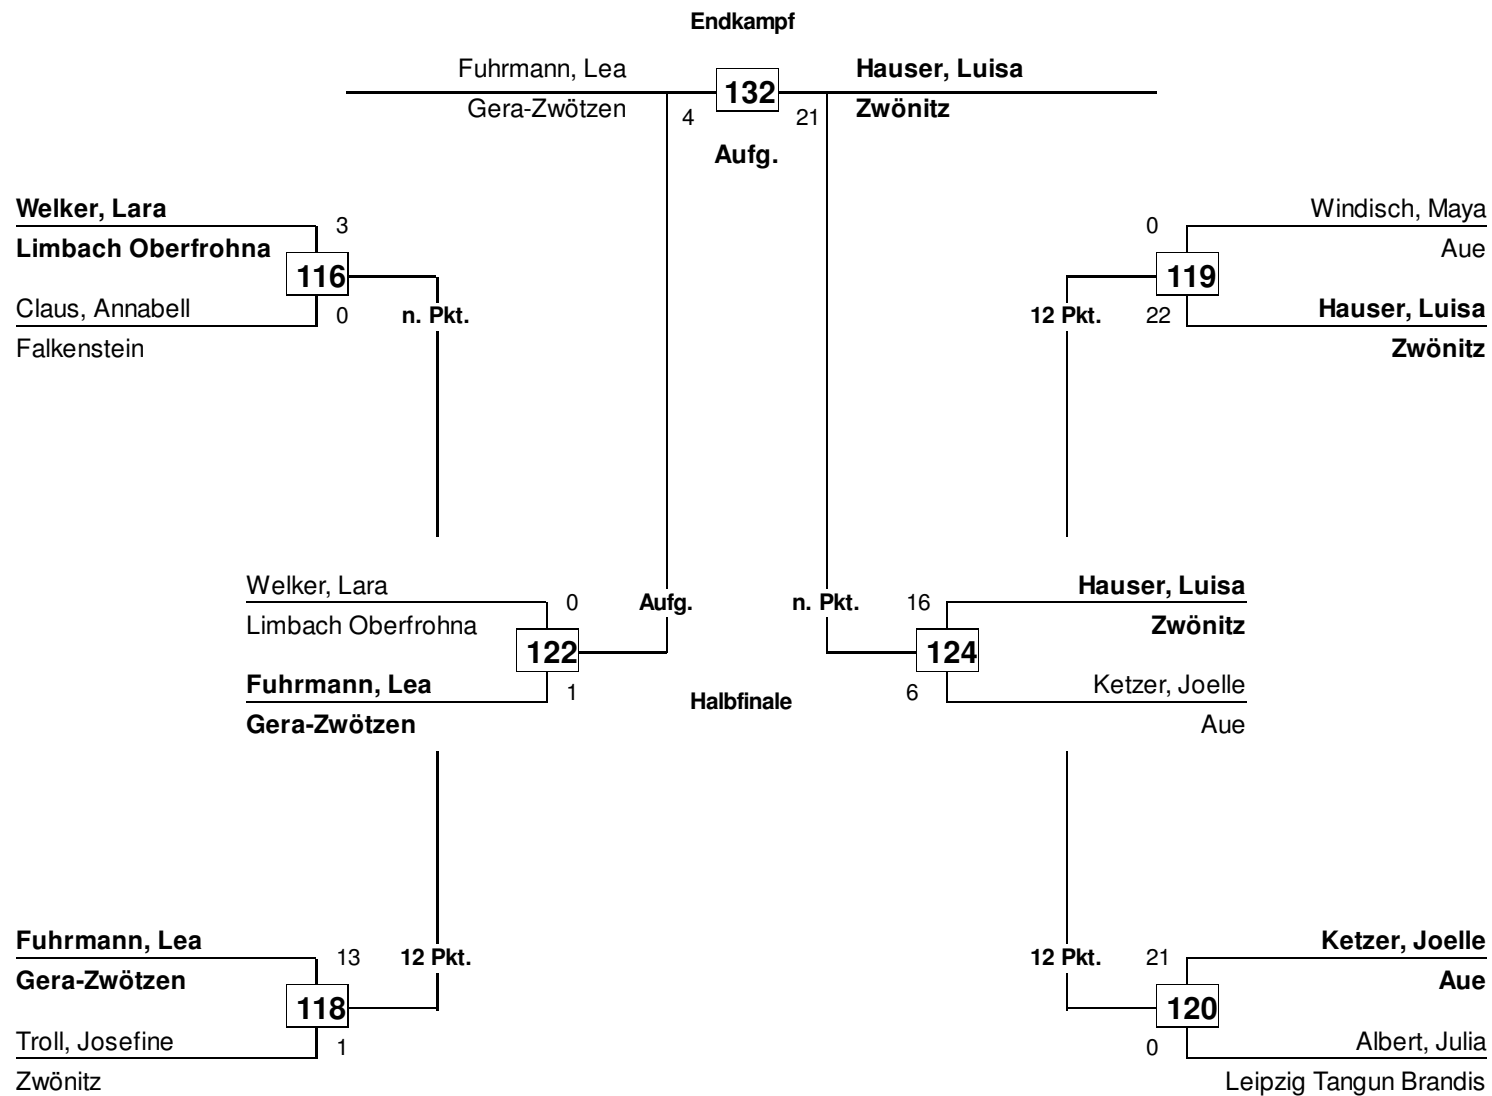 Endkampf
Fuhrmann, Lea
Hauser, Luisa
132
Gera-Zwötzen
4
21
Zwönitz
Aufg.
Welker, Lara
3
Limbach Oberfrohna
116
Claus, Annabell
0
n. Pkt.
Falkenstein
0
Windisch, Maya
Aue
119
12 Pkt.
22
Hauser, Luisa
Zwönitz
Welker, Lara
0
Aufg.
Limbach Oberfrohna
122
Fuhrmann, Lea
1
Gera-Zwötzen
Halbfinale
n. Pkt.
16
Hauser, Luisa
Zwönitz
124
6
Ketzer, Joelle
Aue
Fuhrmann, Lea
13
12 Pkt.
Gera-Zwötzen
118
Troll, Josefine
1
Zwönitz
12 Pkt.
21
Ketzer, Joelle
Aue
120
0
Albert, Julia
Leipzig Tangun Brandis